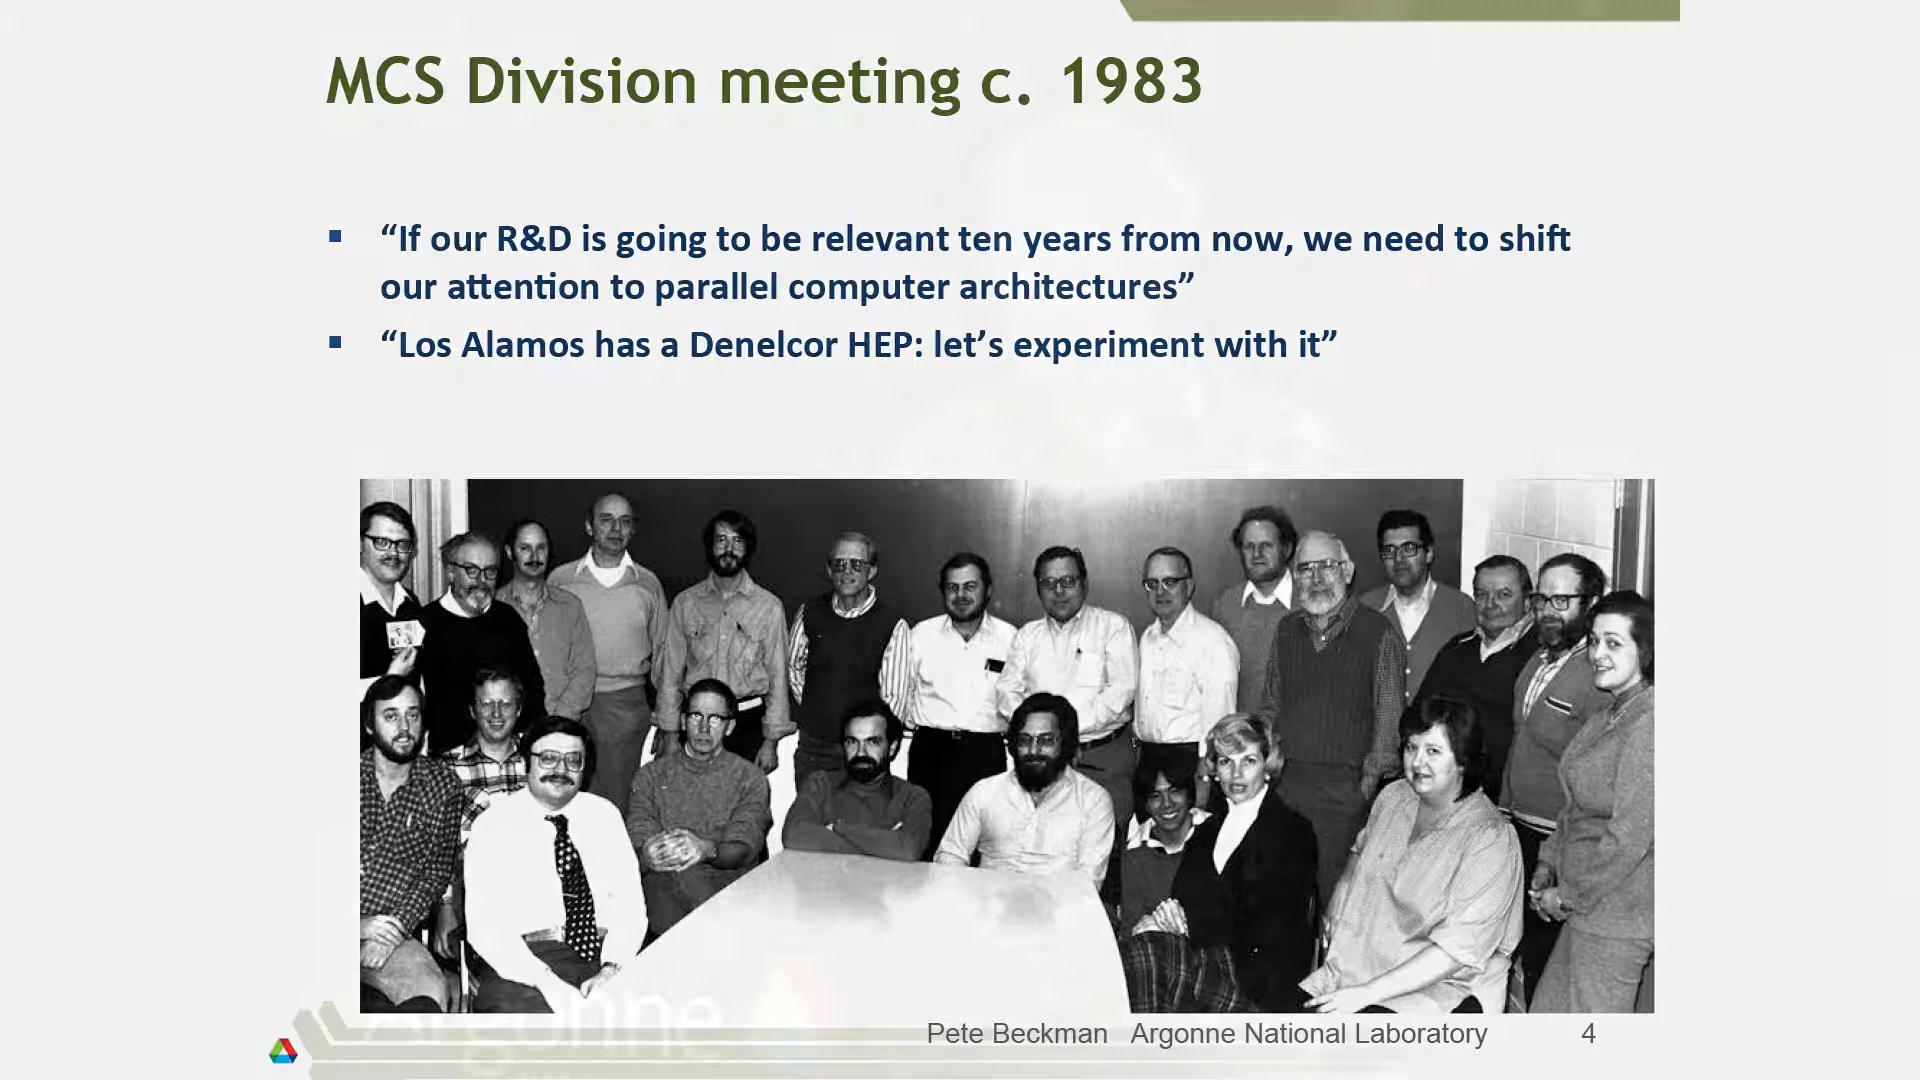 MCS Division meeting c. 1983
▪ “If our R&D is going to be relevant ten years from now, we need to shift
our attention to parallel computer architectures”
▪ “Los Alamos has a Denelcor HEP: let’s experiment with it”
Argonne
Pete Beckman Argonne National Laboratory 4